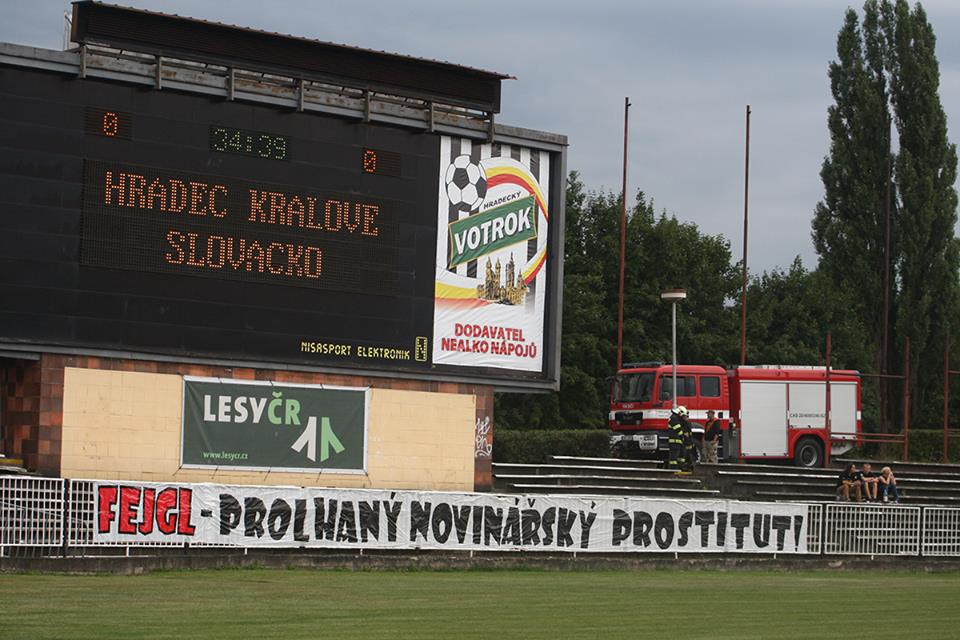 0
34:39
0
HRADEC KRALOVE
SLOVACKO
HRADECKÝ
VOTROK
DODAVATEL
NEALKO NÁPOJŮ
NISASPORT ELEKTRONIK
LESYČR
www.lesycr.cz
FEJGL - PROLHANÝ NOVINÁŘSKÝ PROSTITUT!